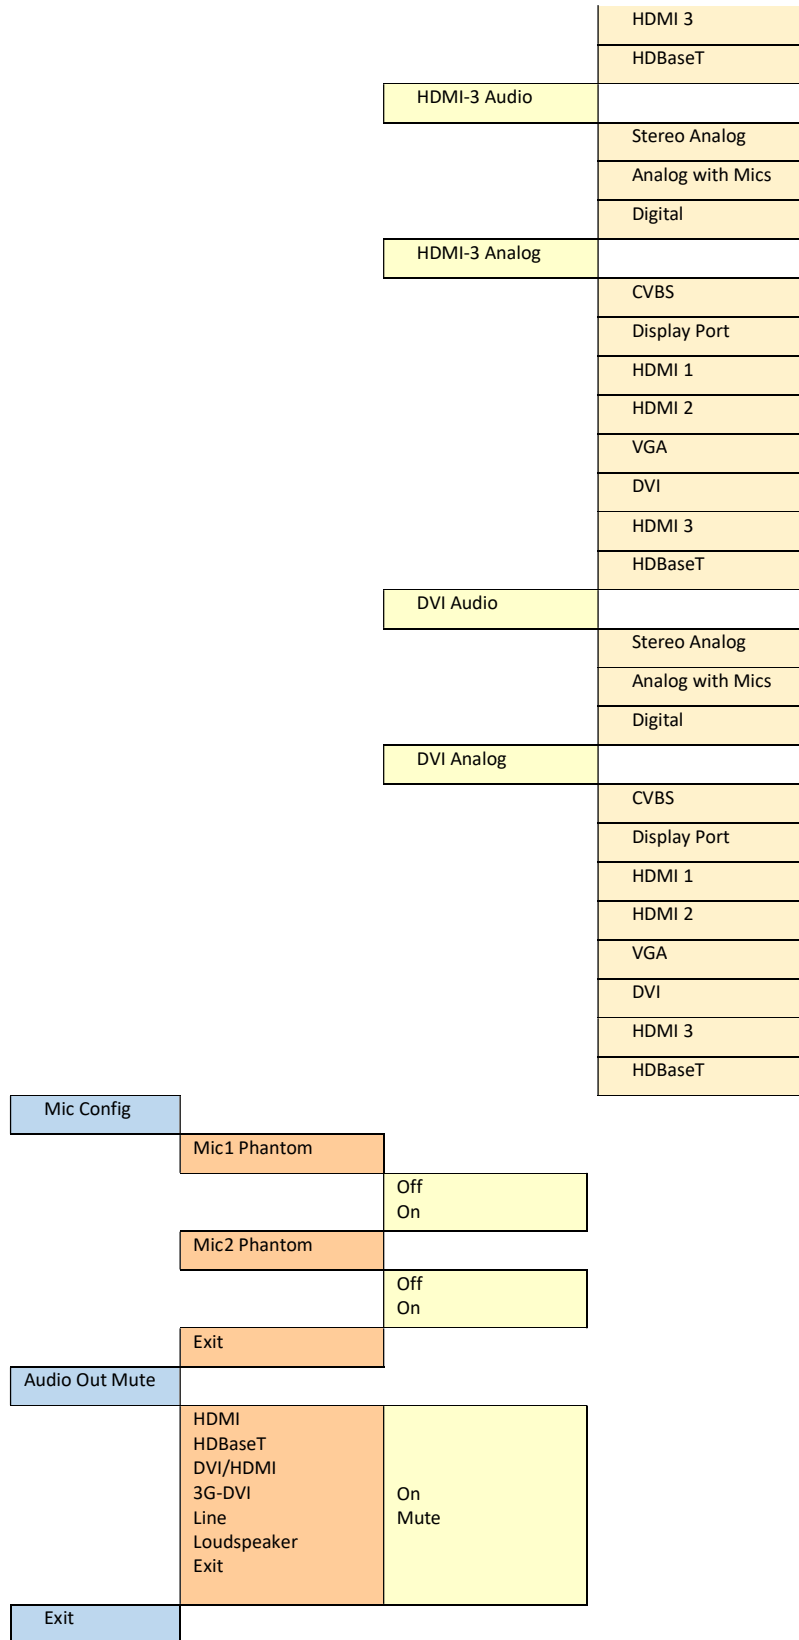 HDMI 3
HDBaseT
HDMI-3 Audio
Stereo Analog
Analog with Mics
Digital
HDMI-3 Analog
CVBS
Display Port
HDMI 1
HDMI 2
VGA
DVI
HDMI 3
HDBaseT
DVI Audio
Stereo Analog
Analog with Mics
Digital
DVI Analog
CVBS
Display Port
HDMI 1
HDMI 2
VGA
DVI
HDMI 3
HDBaseT
Mic Config
Mic1 Phantom
Off
On
Mic2 Phantom
Off
On
Exit
Audio Out Mute
HDMI
HDBaseT
DVI/HDMI
3G-DVI
Line
Loudspeaker
Exit
On
Mute
Exit